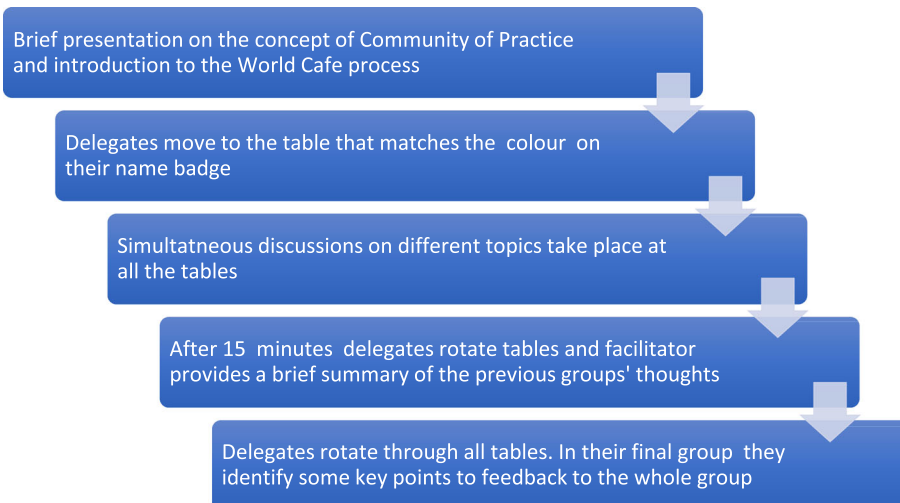 Brief presentation on the concept of Community of Practice
and introduction to the World Cafe process
Delegates move to the table that matches the  colour  on
their name badge
Simultatneous discussions on different topics take place at
all the tables
After 15  minutes  delegates rotate tables and facilitator
provides a brief summary of the previous groups' thoughts
Delegates rotate through all tables. In their final group  they
identify some key points to feedback to the whole group